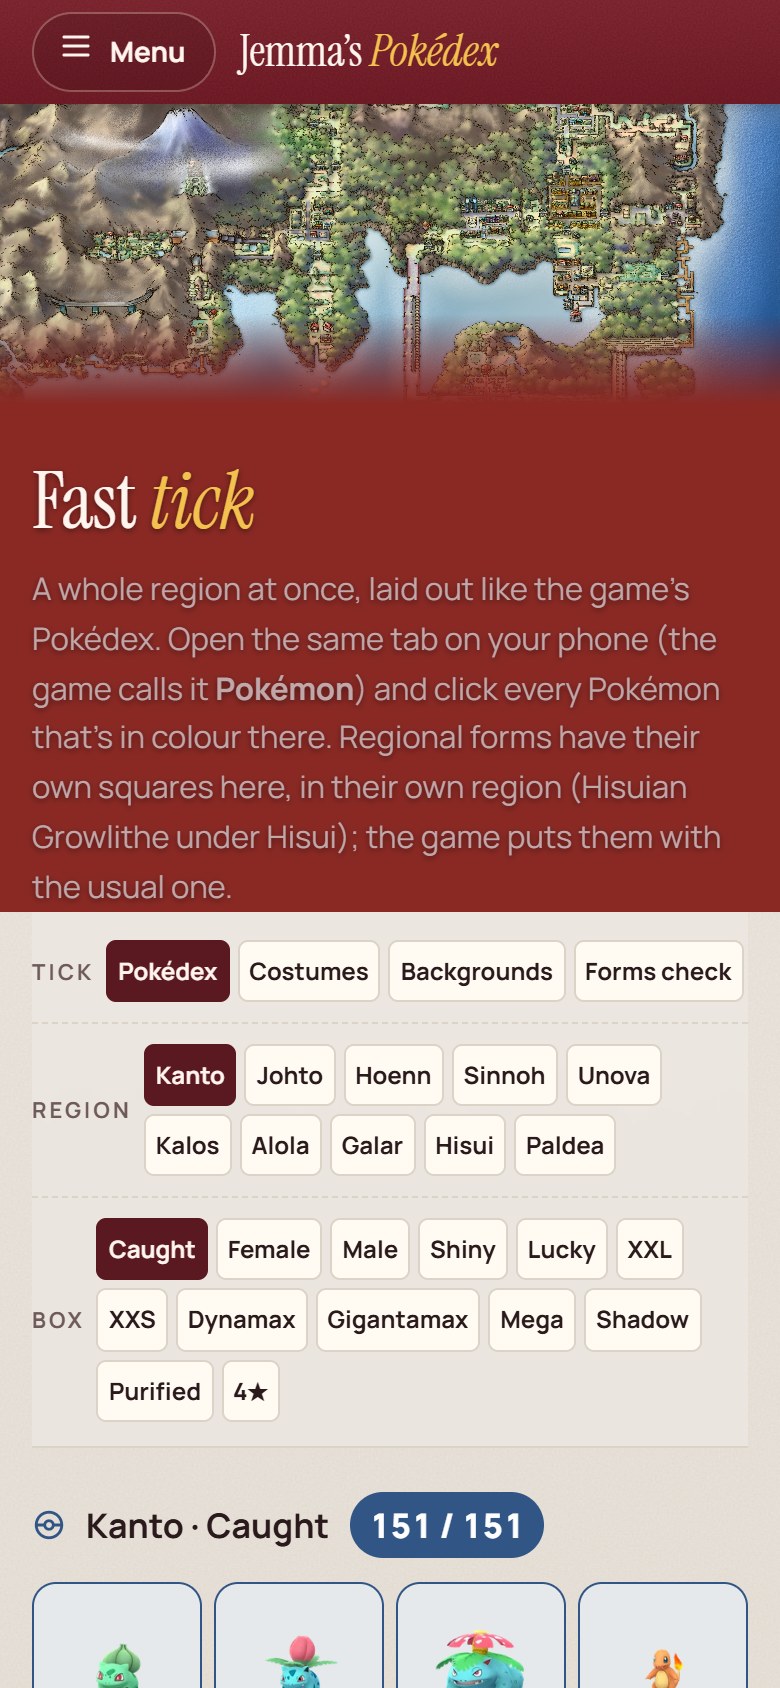 Menu
Jemma’s Pokédex
Fast tick
A whole region at once, laid out like the game’s
Pokédex. Open the same tab on your phone (the
game calls it Pokémon) and click every Pokémon
that’s in colour there. Regional forms have their
own squares here, in their own region (Hisuian
Growlithe under Hisui); the game puts them with
the usual one.
TICK Pokédex Costumes Backgrounds Forms check
REGION Kanto Johto Hoenn Sinnoh Unova
Kalos Alola Galar Hisui Paldea
Caught Female Male Shiny Lucky XXL
BOX XXS Dynamax Gigantamax Mega Shadow
Purified 4★
Kanto · Caught 151 / 151